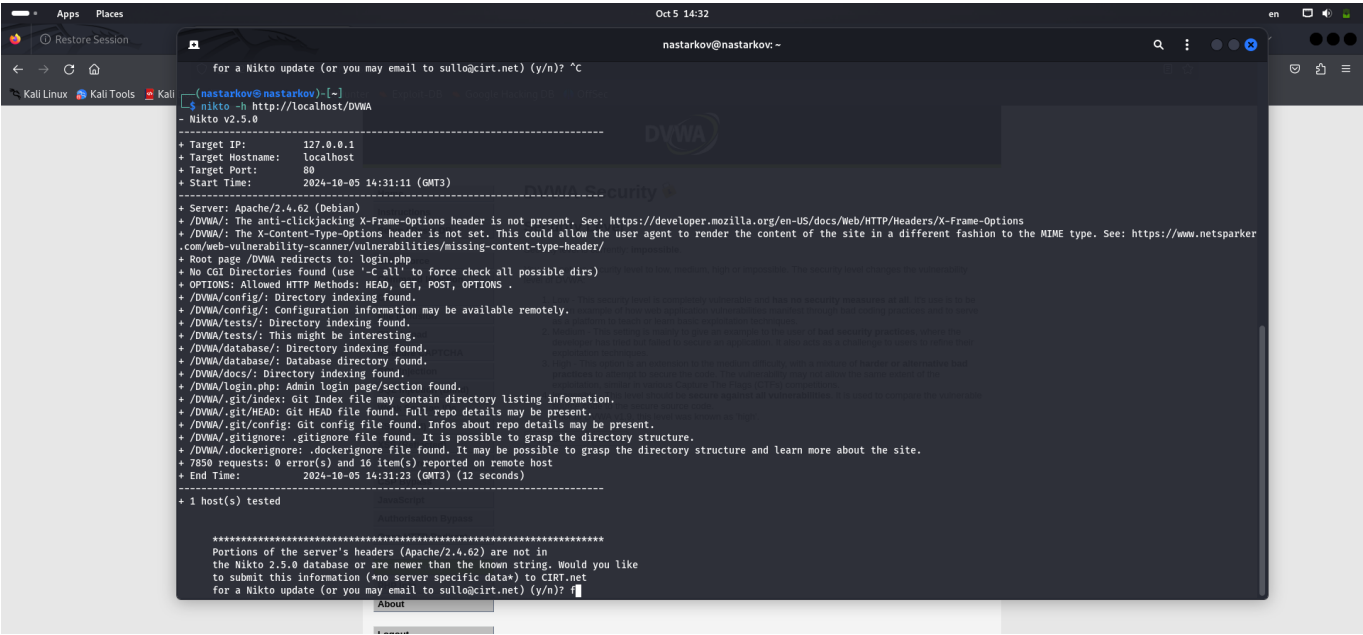 Apps Places Oct 5 14:32 en
Restore Session
nastarkov@nastarkov: ~
for a Nikto update (or you may email to sullo@cirt.net) (y/n)? ^C
Kali Linux Kali Tools Kali
┌──(nastarkov㉿nastarkov)-[~]
└─$ nikto -h http://localhost/DVWA
- Nikto v2.5.0
---------------------------------------------------------------------------
+ Target IP: 127.0.0.1
+ Target Hostname: localhost
+ Target Port: 80
+ Start Time: 2024-10-05 14:31:11 (GMT3)
---------------------------------------------------------------------------
+ Server: Apache/2.4.62 (Debian)
+ /DVWA/: The anti-clickjacking X-Frame-Options header is not present. See: https://developer.mozilla.org/en-US/docs/Web/HTTP/Headers/X-Frame-Options
+ /DVWA/: The X-Content-Type-Options header is not set. This could allow the user agent to render the content of the site in a different fashion to the MIME type. See: https://www.netsparker
.com/web-vulnerability-scanner/vulnerabilities/missing-content-type-header/
+ Root page /DVWA redirects to: login.php
+ No CGI Directories found (use '-C all' to force check all possible dirs)
+ OPTIONS: Allowed HTTP Methods: HEAD, GET, POST, OPTIONS .
+ /DVWA/config/: Directory indexing found.
+ /DVWA/config/: Configuration information may be available remotely.
+ /DVWA/tests/: Directory indexing found.
+ /DVWA/tests/: This might be interesting.
+ /DVWA/database/: Directory indexing found.
+ /DVWA/database/: Database directory found.
+ /DVWA/docs/: Directory indexing found.
+ /DVWA/login.php: Admin login page/section found.
+ /DVWA/.git/index: Git Index file may contain directory listing information.
+ /DVWA/.git/HEAD: Git HEAD file found. Full repo details may be present.
+ /DVWA/.git/config: Git config file found. Infos about repo details may be present.
+ /DVWA/.gitignore: .gitignore file found. It is possible to grasp the directory structure.
+ /DVWA/.dockerignore: .dockerignore file found. It may be possible to grasp the directory structure and learn more about the site.
+ 7850 requests: 0 error(s) and 16 item(s) reported on remote host
+ End Time: 2024-10-05 14:31:23 (GMT3) (12 seconds)
---------------------------------------------------------------------------
+ 1 host(s) tested
*********************************************************************
Portions of the server's headers (Apache/2.4.62) are not in
the Nikto 2.5.0 database or are newer than the known string. Would you like
to submit this information (*no server specific data*) to CIRT.net
for a Nikto update (or you may email to sullo@cirt.net) (y/n)? f
DVWA
DVWA Security
JavaScript
Authorisation Bypass
About
Logout